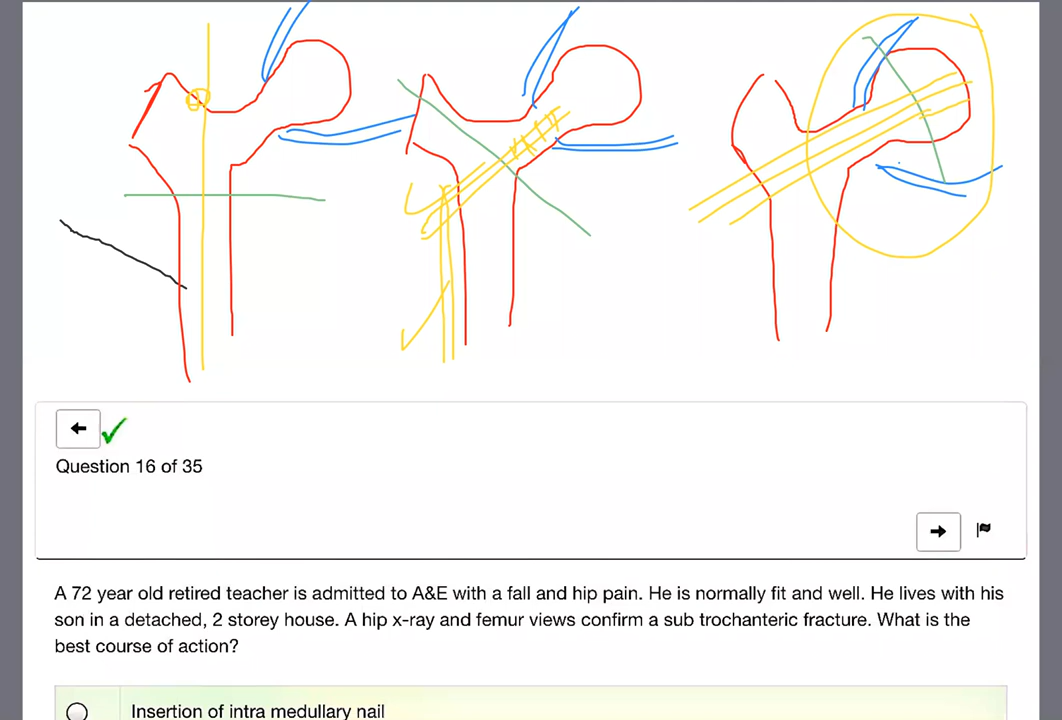 Question 16 of 35
A 72 year old retired teacher is admitted to A&E with a fall and hip pain. He is normally fit and well. He lives with his
son in a detached, 2 storey house. A hip x-ray and femur views confirm a sub trochanteric fracture. What is the
best course of action?
Insertion of intra medullary nail